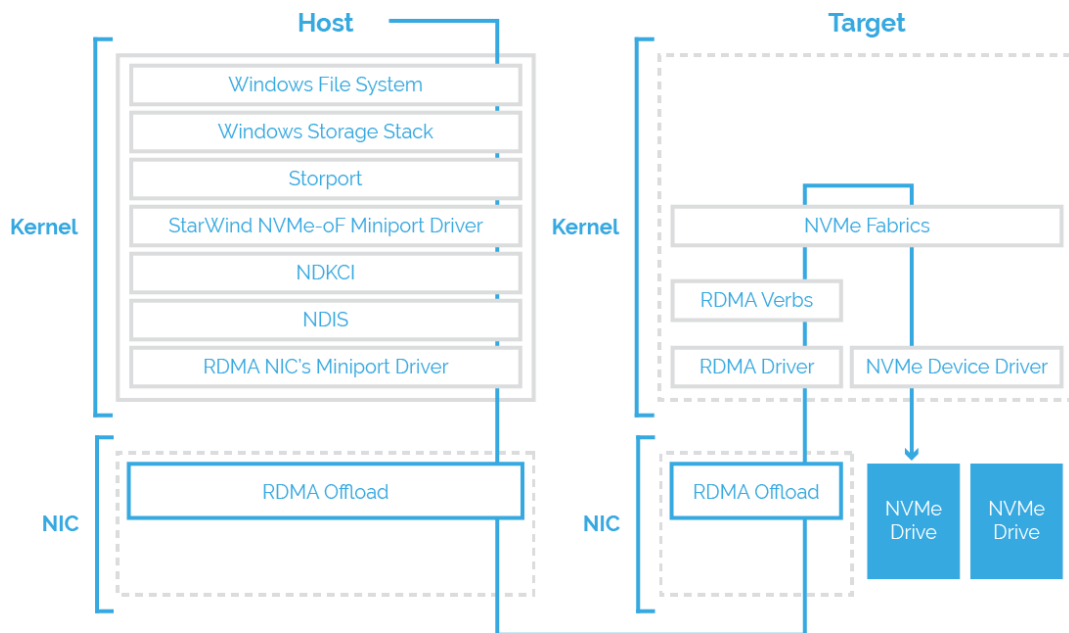 Host
Kernel
Windows File System
Windows Storage Stack
Storport
StarWind NVMe-oF Miniport Driver
NDKCI
NDIS
RDMA NIC's Miniport Driver
NIC
RDMA Offload
Target
Kernel
NVMe Fabrics
RDMA Verbs
RDMA Driver
NVMe Device Driver
NIC
RDMA Offload
NVMe
Drive
NVMe
Drive